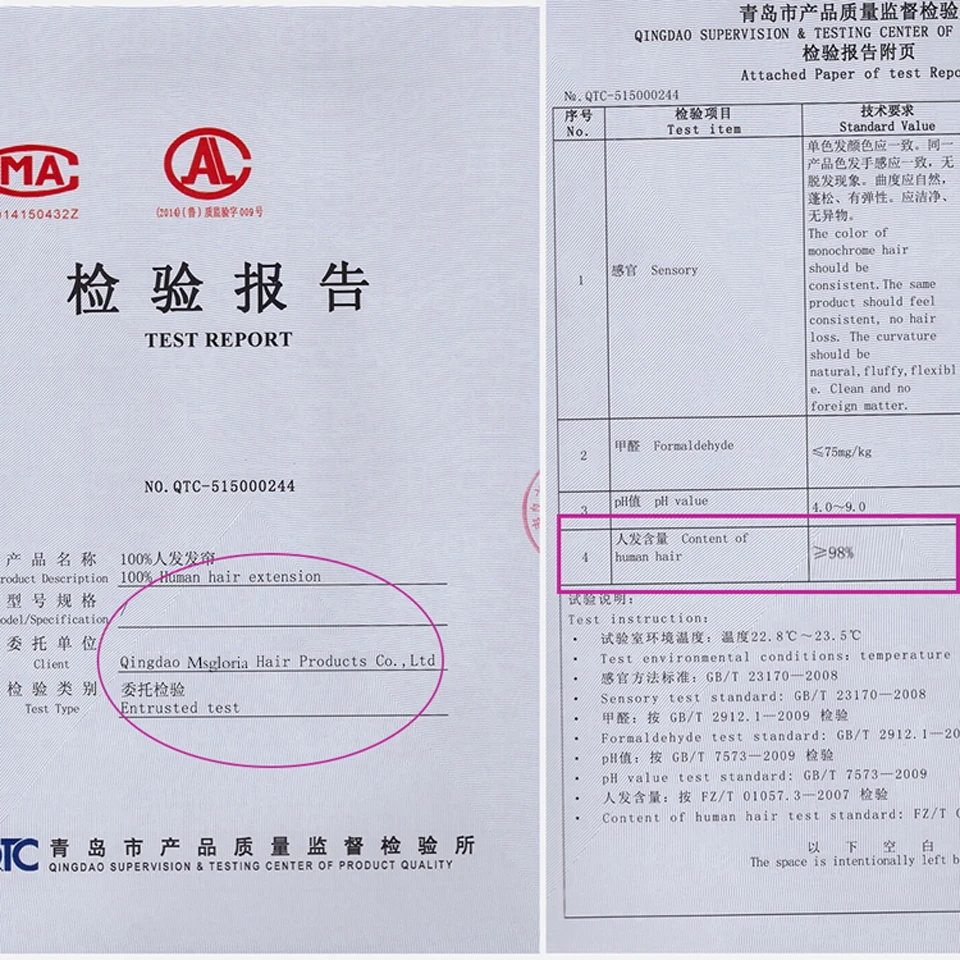 MA
014150432Z
AL
(2014)(鲁)质监验字009号
检验报告
TEST REPORT
NO.QTC-515000244
产品名称 100%人发发帘
roduct Description 100% Human hair extension
型号规格 /
odel/Specification
委托单位
Client Qingdao Msgloria Hair Products Co.,Ltd
检验类别 委托检验
Test Type Entrusted test
QTC 青岛市产品质量监督检验所
QINGDAO SUPERVISION & TESTING CENTER OF PRODUCT QUALITY
青岛市产品质量监督检验
QINGDAO SUPERVISION & TESTING CENTER OF
检验报告附页
Attached Paper of test Repo
№.QTC-515000244
序号 检验项目 技术要求
No. Test item Standard Value
单色发颜色应一致。同一
产品色发手感应一致，无
脱发现象。曲度应自然，
蓬松、有弹性。应洁净、
无异物。
The color of
monochrome hair
should be
1 感官 Sensory
consistent.The same
product should feel
consistent, no hair
loss. The curvature
should be
natural,fluffy,flexibl
e. Clean and no
foreign matter.
2 甲醛 Formaldehyde ≤75mg/kg
3 pH值 pH value 4.0～9.0
4 人发含量 Content of
human hair ≥98%
试验说明：
Test instruction:
· 试验室环境温度：温度22.8℃～23.5℃
· Test environmental conditions: temperature
· 感官方法标准：GB/T 23170—2008
· Sensory test standard: GB/T 23170—2008
· 甲醛：按 GB/T 2912.1—2009 检验
· Formaldehyde test standard: GB/T 2912.1—20
· pH值：按 GB/T 7573—2009 检验
· pH value test standard: GB/T 7573—2009
· 人发含量：按 FZ/T 01057.3—2007 检验
· Content of human hair test standard: FZ/T
以下空白
The space is intentionally left b